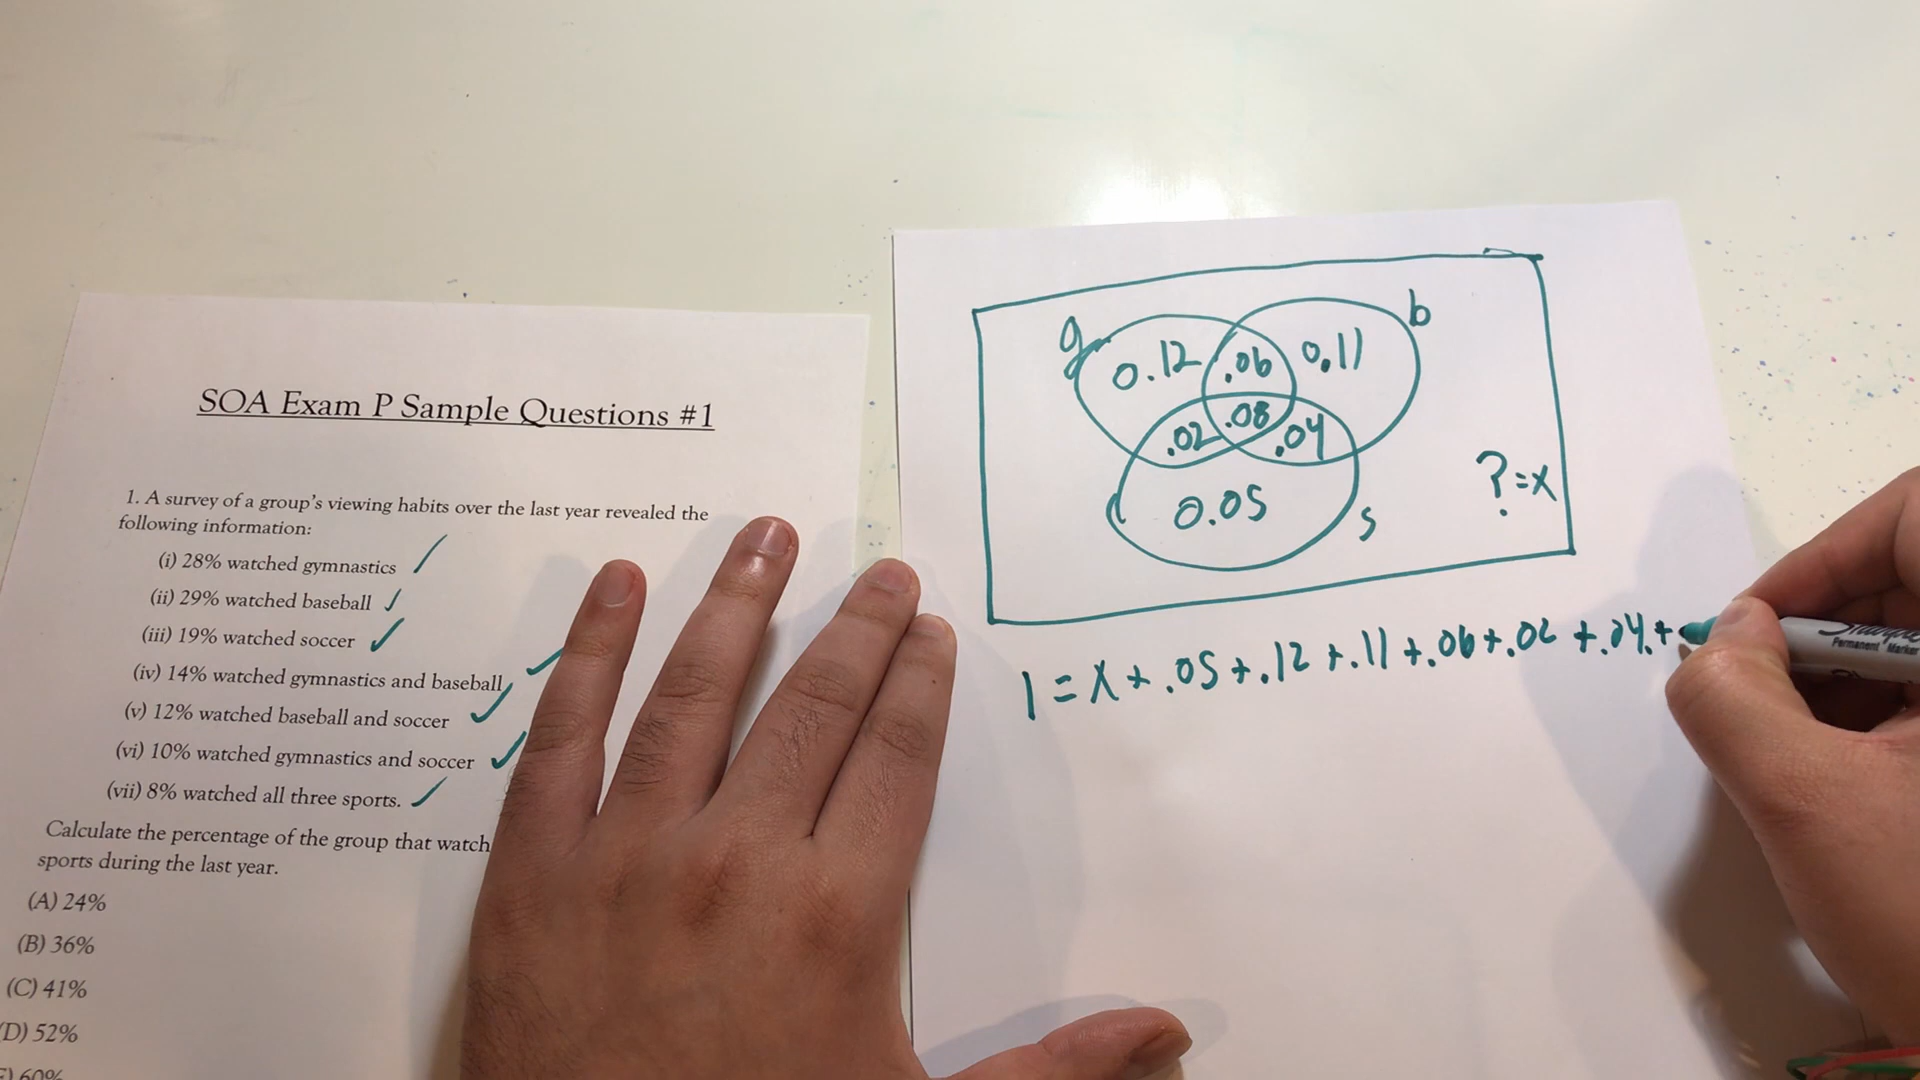 SOA Exam P Sample Questions #1
1. A survey of a group's viewing habits over the last year revealed the
following information:
(i) 28% watched gymnastics
(ii) 29% watched baseball
(iii) 19% watched soccer
(iv) 14% watched gymnastics and baseball
(v) 12% watched baseball and soccer
(vi) 10% watched gymnastics and soccer
(vii) 8% watched all three sports.
Calculate the percentage of the group that watch
sports during the last year.
(A) 24%
(B) 36%
(C) 41%
(D) 52%
E) 60%
g
b
0.12 .06 0.11
.02 .08 .04
0.05
s
?=x
1 = x + .05 + .12 + .11 + .06 + .02 + .04 +
Sharpie
Permanent Marker